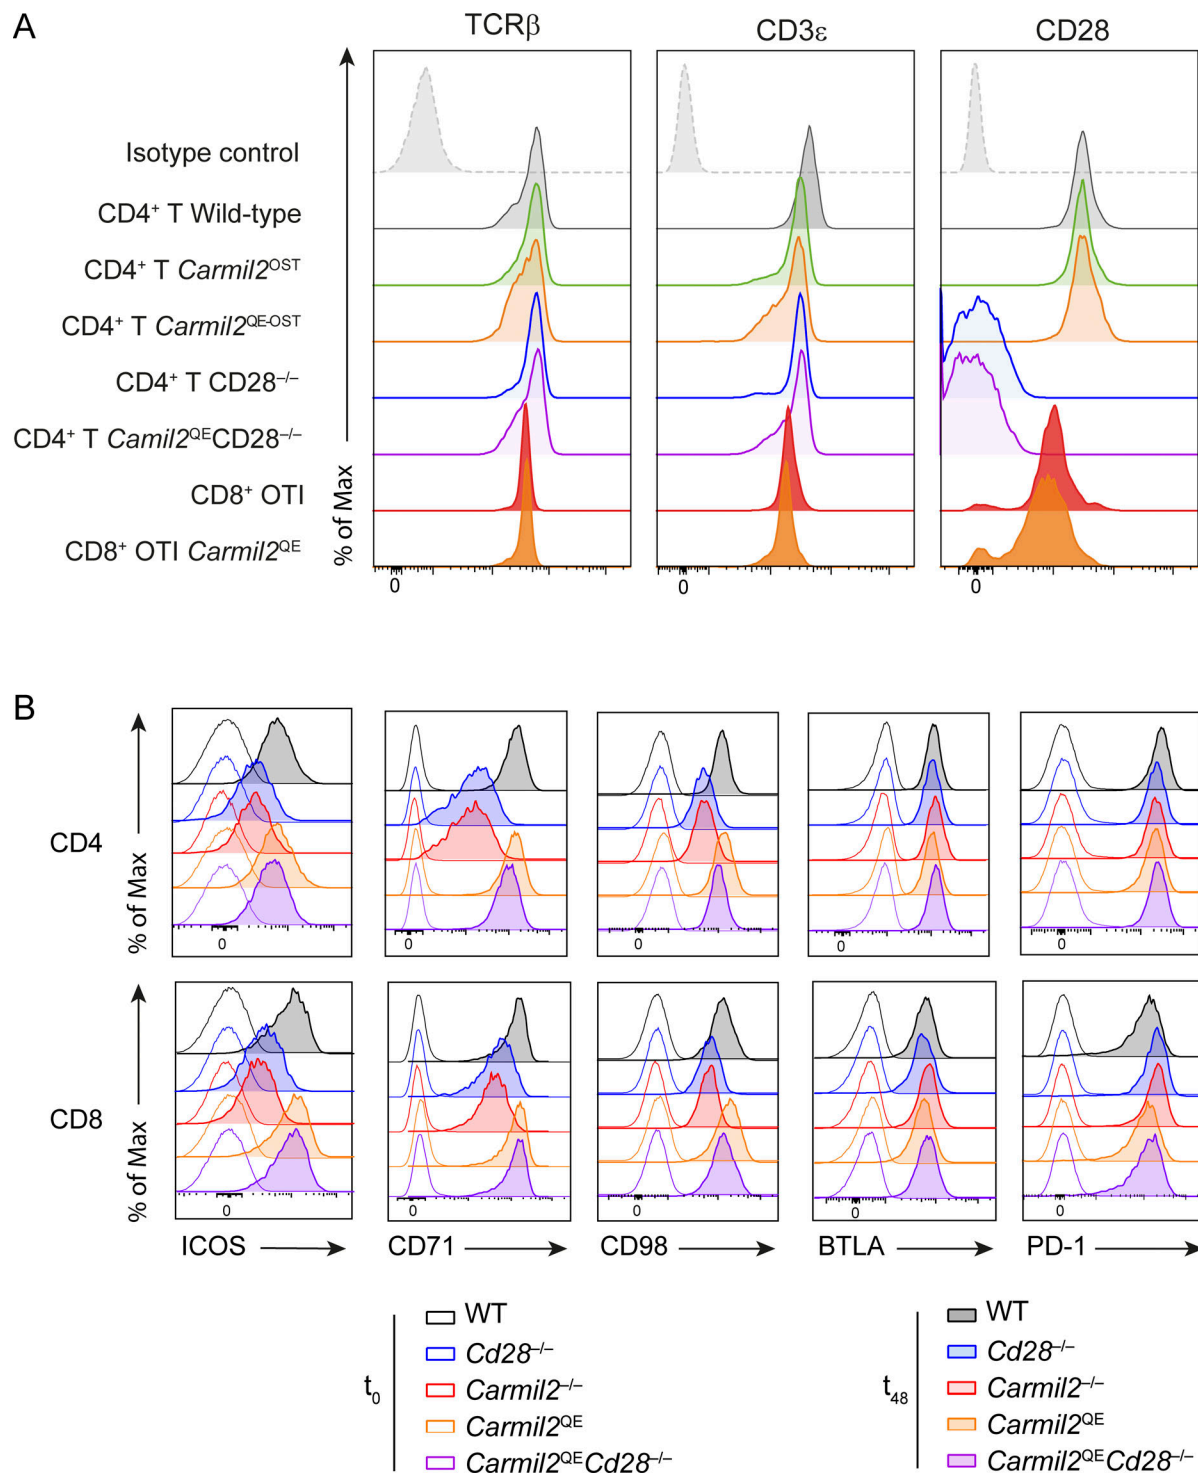 A
TCRβ
CD3ε
CD28
Isotype control
CD4⁺ T Wild-type
CD4⁺ T Carmil2ᴼˢᵀ
CD4⁺ T Carmil2ꟴᴱ⁻ᴼˢᵀ
CD4⁺ T CD28⁻/⁻
CD4⁺ T Camil2ꟴᴱCD28⁻/⁻
CD8⁺ OTI
CD8⁺ OTI Carmil2ꟴᴱ
% of Max
0
0
0
B
CD4
% of Max
0
0
0
0
0
CD8
% of Max
0
0
0
0
0
ICOS
CD71
CD98
BTLA
PD-1
t₀
WT
Cd28⁻/⁻
Carmil2⁻/⁻
Carmil2ꟴᴱ
Carmil2ꟴᴱCd28⁻/⁻
t₄₈
WT
Cd28⁻/⁻
Carmil2⁻/⁻
Carmil2ꟴᴱ
Carmil2ꟴᴱCd28⁻/⁻